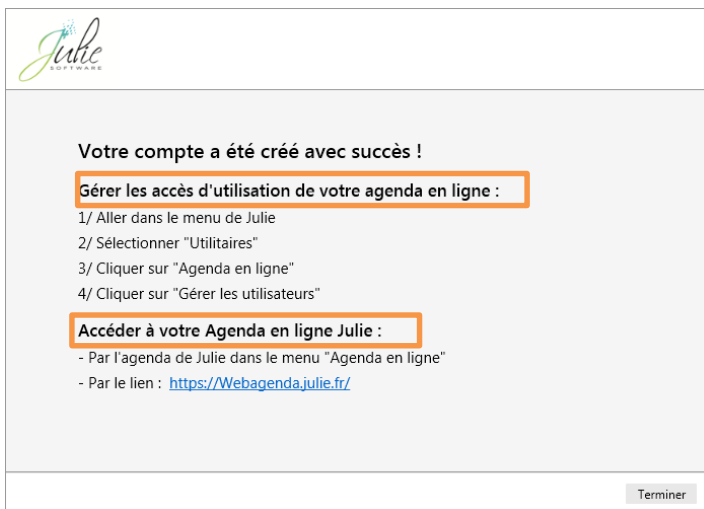 Julie
SOFTWARE
Votre compte a été créé avec succès !
Gérer les accès d'utilisation de votre agenda en ligne :
1/ Aller dans le menu de Julie
2/ Sélectionner "Utilitaires"
3/ Cliquer sur "Agenda en ligne"
4/ Cliquer sur "Gérer les utilisateurs"
Accéder à votre Agenda en ligne Julie :
- Par l'agenda de Julie dans le menu "Agenda en ligne"
- Par le lien : https://Webagenda.julie.fr/
Terminer